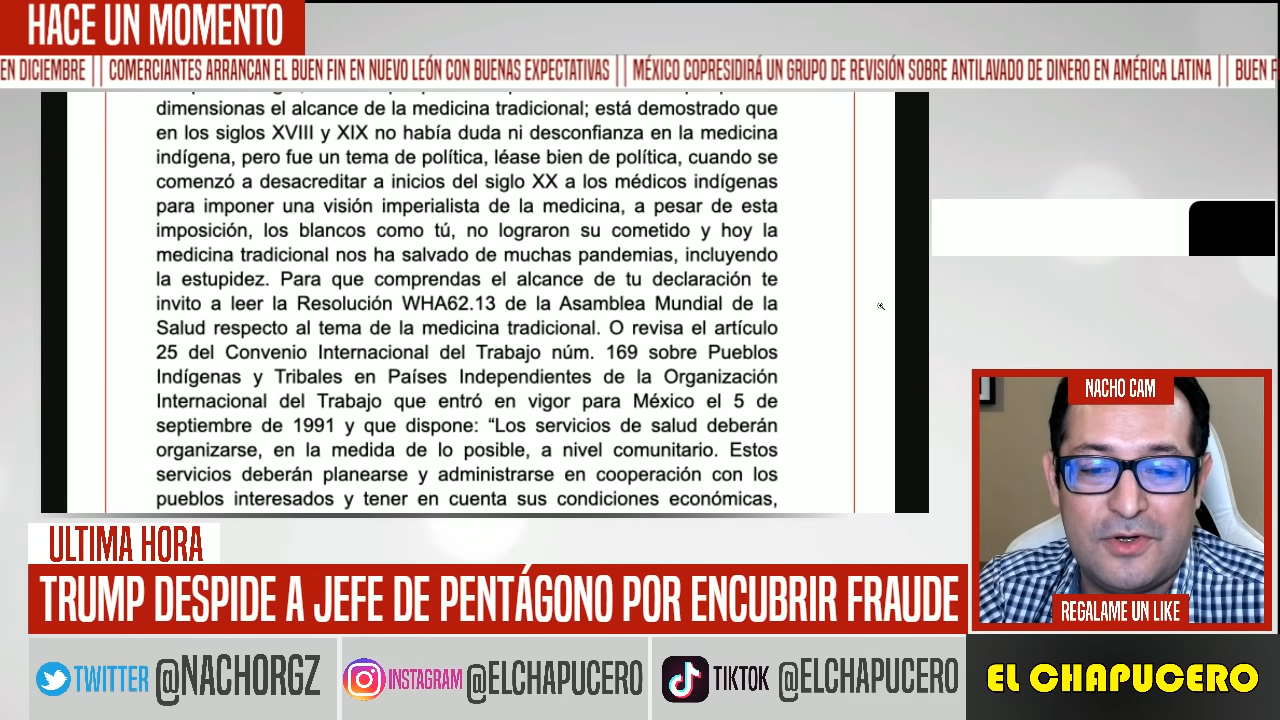 HACE UN MOMENTO
EN DICIEMBRE || COMERCIANTES ARRANCAN EL BUEN FIN EN NUEVO LEÓN CON BUENAS EXPECTATIVAS || MÉXICO COPRESIDIRÁ UN GRUPO DE REVISIÓN SOBRE ANTILAVADO DE DINERO EN AMÉRICA LATINA || BUEN
dimensionas el alcance de la medicina tradicional; está demostrado que
en los siglos XVIII y XIX no había duda ni desconfianza en la medicina
indígena, pero fue un tema de política, léase bien de política, cuando se
comenzó a desacreditar a inicios del siglo XX a los médicos indígenas
para imponer una visión imperialista de la medicina, a pesar de esta
imposición, los blancos como tú, no lograron su cometido y hoy la
medicina tradicional nos ha salvado de muchas pandemias, incluyendo
la estupidez. Para que comprendas el alcance de tu declaración te
invito a leer la Resolución WHA62.13 de la Asamblea Mundial de la
Salud respecto al tema de la medicina tradicional. O revisa el artículo
25 del Convenio Internacional del Trabajo núm. 169 sobre Pueblos
Indígenas y Tribales en Países Independientes de la Organización
Internacional del Trabajo que entró en vigor para México el 5 de
septiembre de 1991 y que dispone: “Los servicios de salud deberán
organizarse, en la medida de lo posible, a nivel comunitario. Estos
servicios deberán planearse y administrarse en cooperación con los
pueblos interesados y tener en cuenta sus condiciones económicas,
NACHO CAM
REGALAME UN LIKE
ULTIMA HORA
TRUMP DESPIDE A JEFE DE PENTÁGONO POR ENCUBRIR FRAUDE
TWITTER @NACHORGZ
INSTAGRAM @ELCHAPUCERO
TIKTOK @ELCHAPUCERO
EL CHAPUCERO